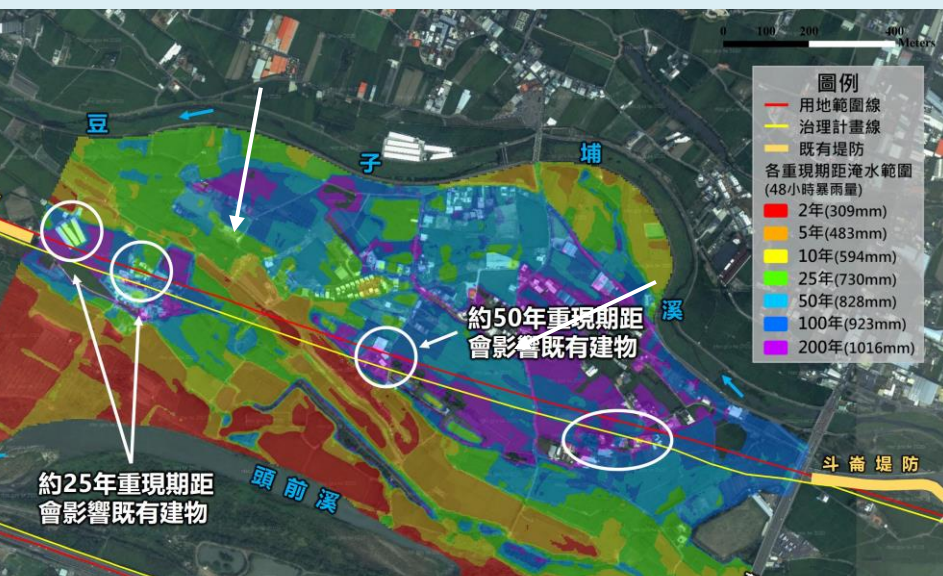 0 100 200 400
Meters
圖例
用地範圍線
治理計畫線
既有堤防
各重現期距淹水範圍
(48小時暴雨量)
2年(309mm)
5年(483mm)
10年(594mm)
25年(730mm)
50年(828mm)
100年(923mm)
200年(1016mm)
豆子埔溪
約50年重現期距
會影響既有建物
約25年重現期距
會影響既有建物
頭前溪
斗崙堤防